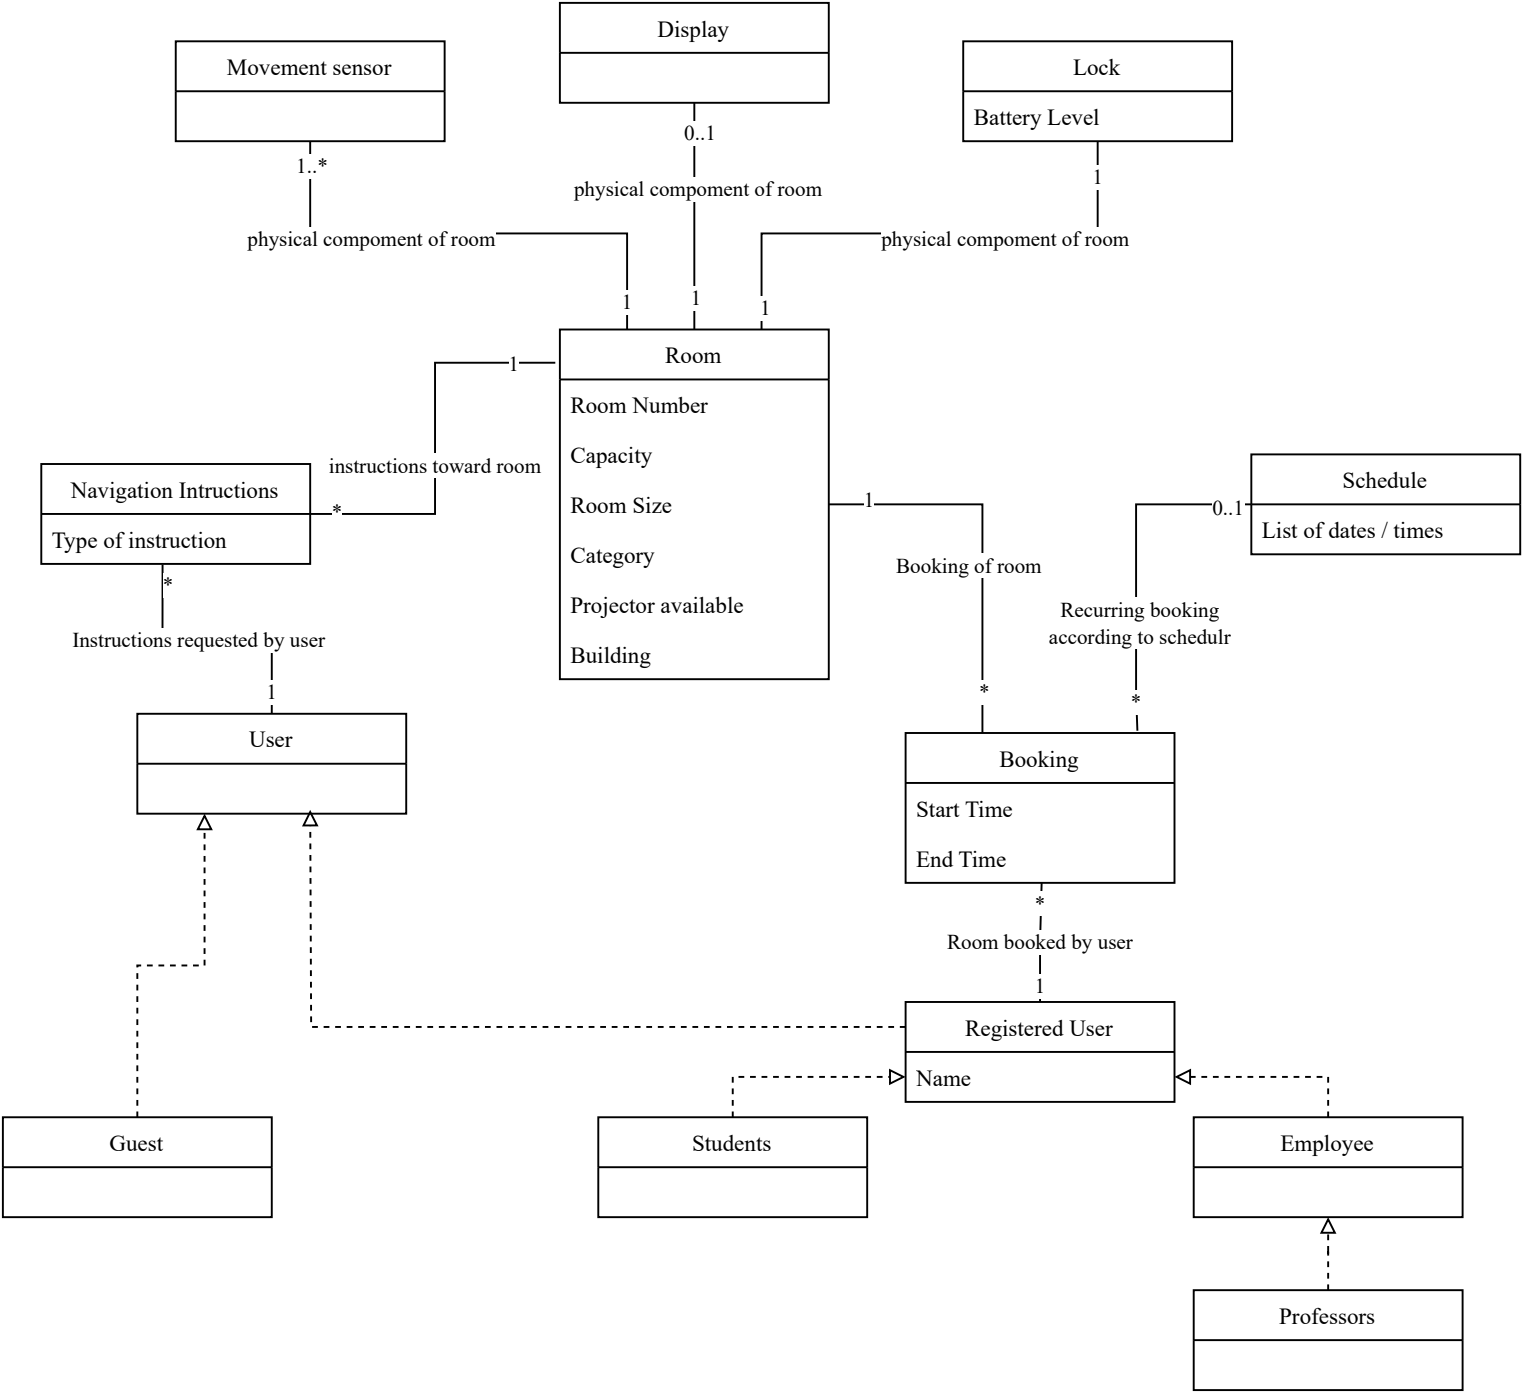 Display
Movement sensor
Lock
Battery Level
0..1
1..*
1
physical compoment of room
physical compoment of room
physical compoment of room
1
1
1
Room
1
Room Number
Capacity
Room Size
Category
Projector available
Building
instructions toward room
Navigation Intructions
Type of instruction
*
*
Instructions requested by user
1
User
1
Booking of room
*
Schedule
List of dates / times
0..1
Recurring booking
according to schedulr
*
Booking
Start Time
End Time
*
Room booked by user
1
Registered User
Name
Guest
Students
Employee
Professors